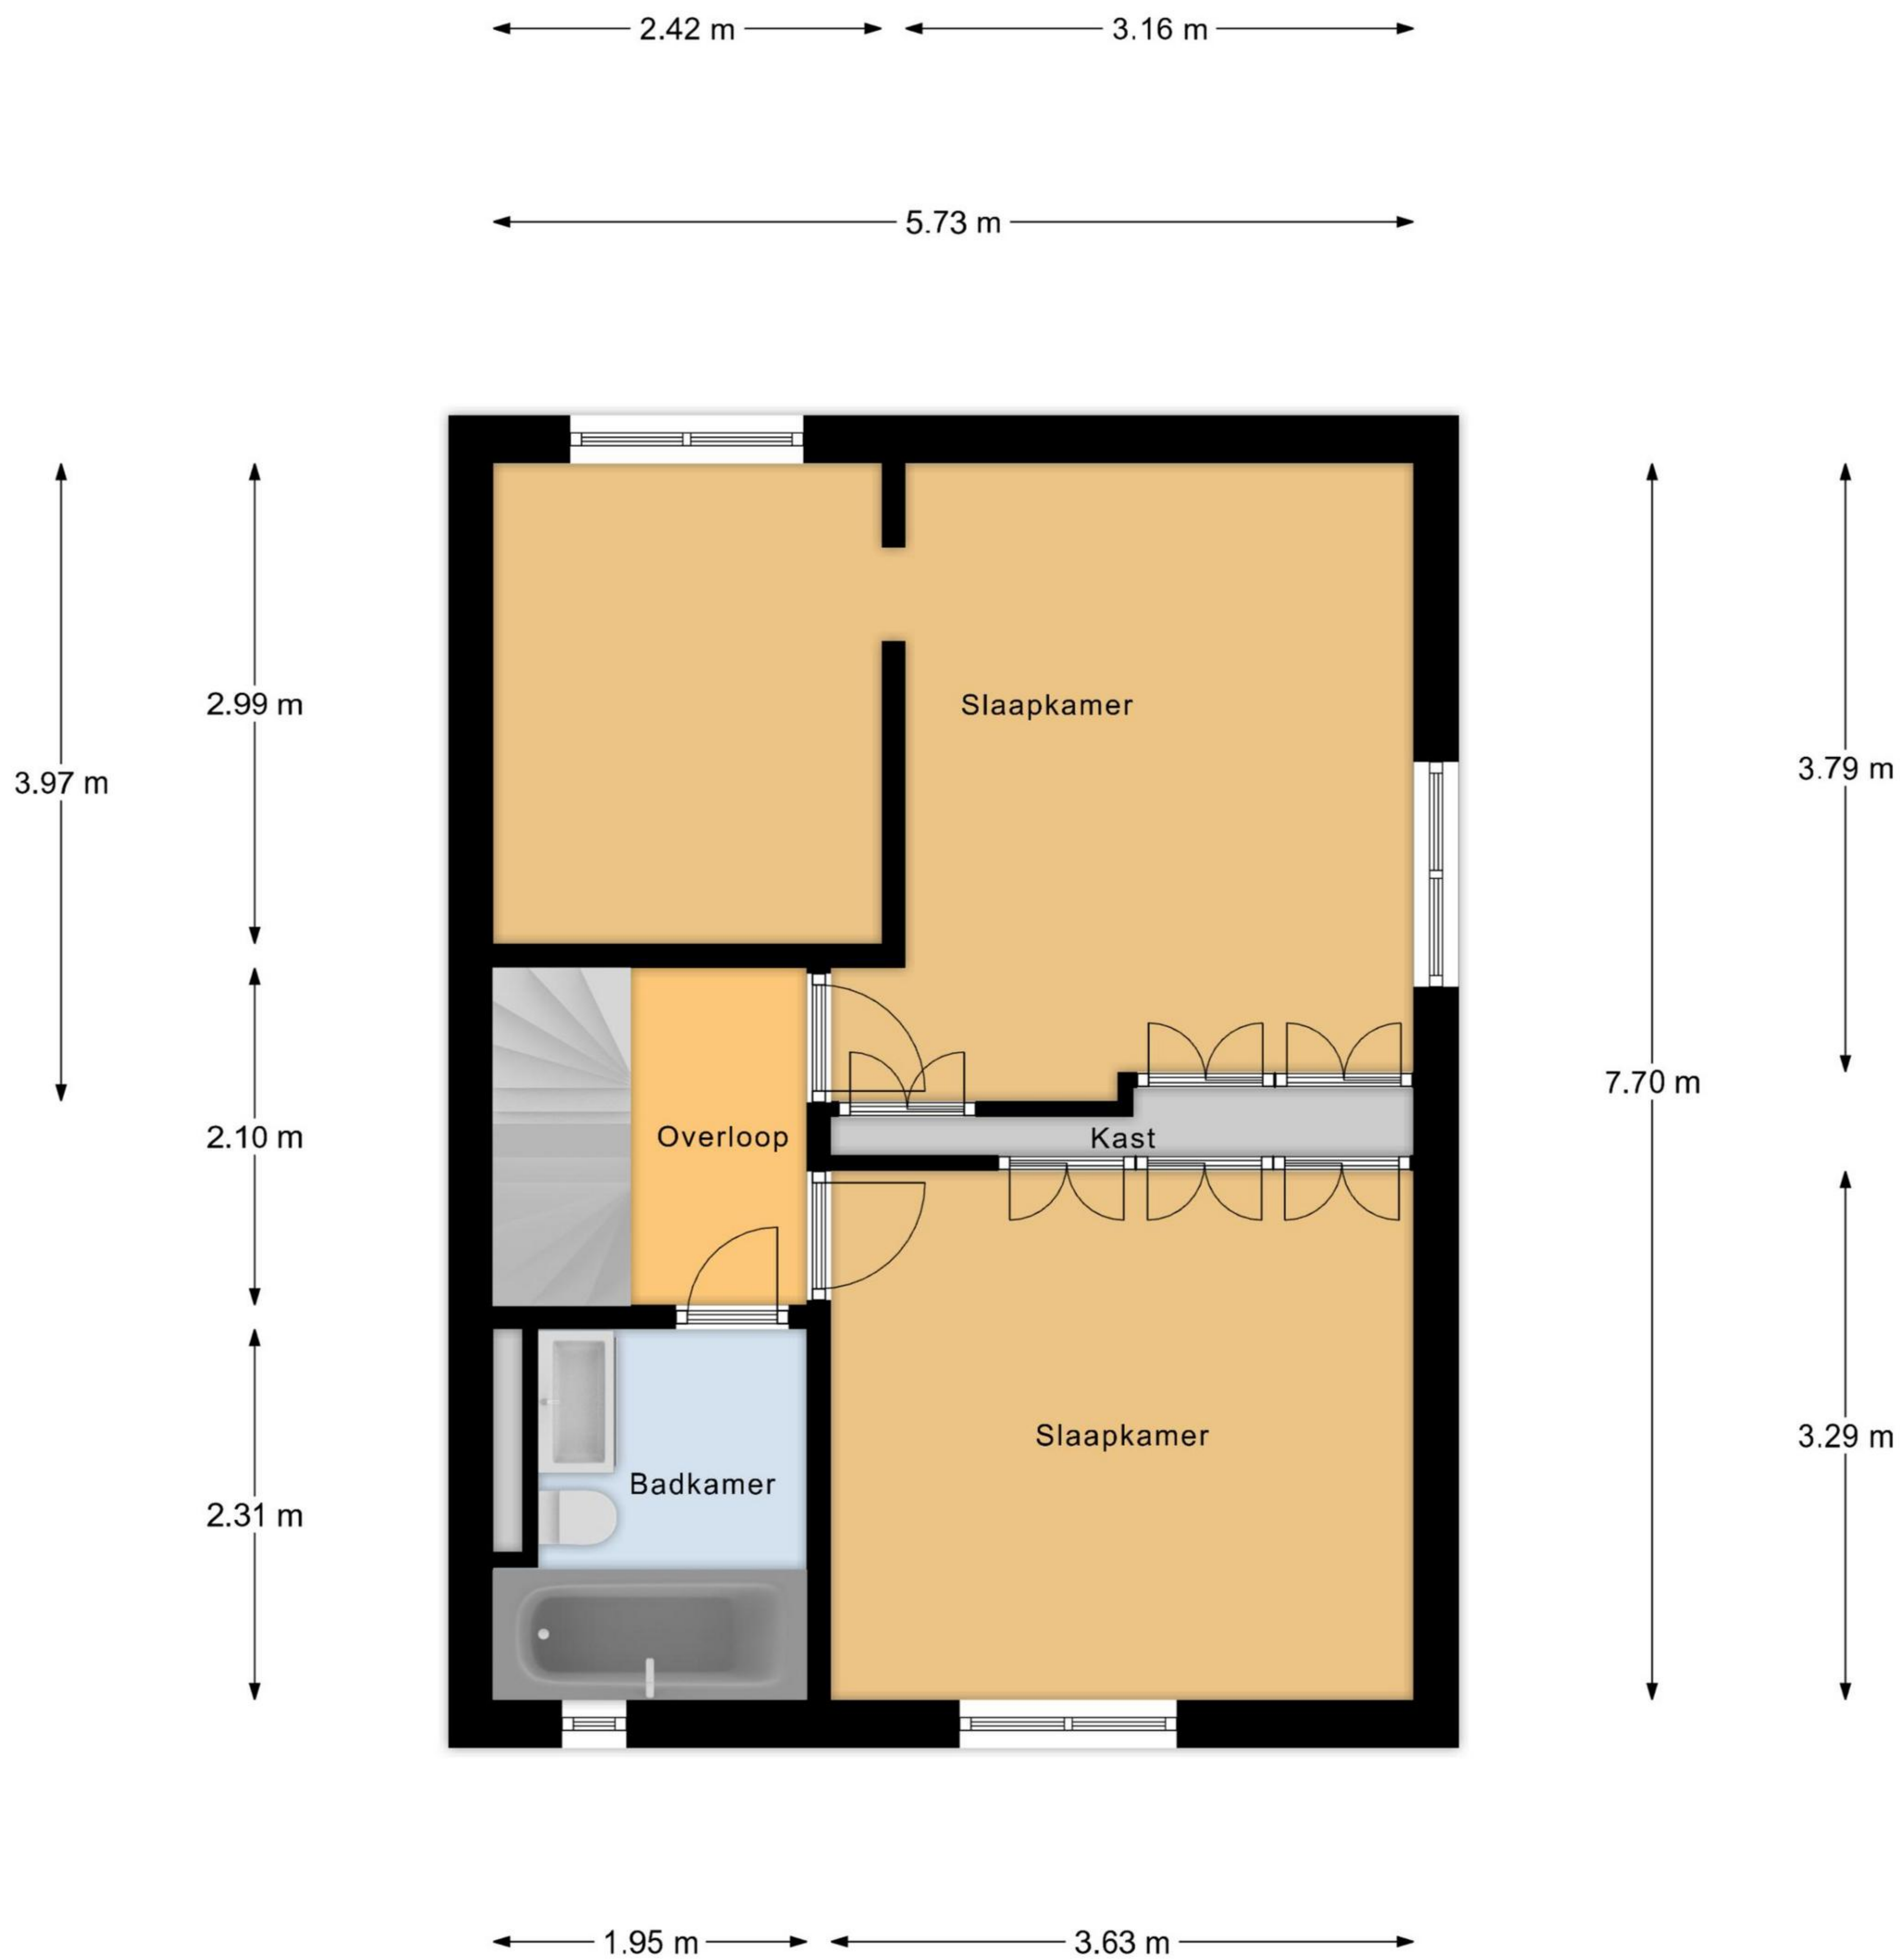 2.42 m
3.16 m
5.73 m
Slaapkamer
2.99 m
3.97 m
3.79 m
7.70 m
Overloop
2.10 m
Kast
Slaapkamer
3.29 m
Badkamer
2.31 m
1.95 m
3.63 m